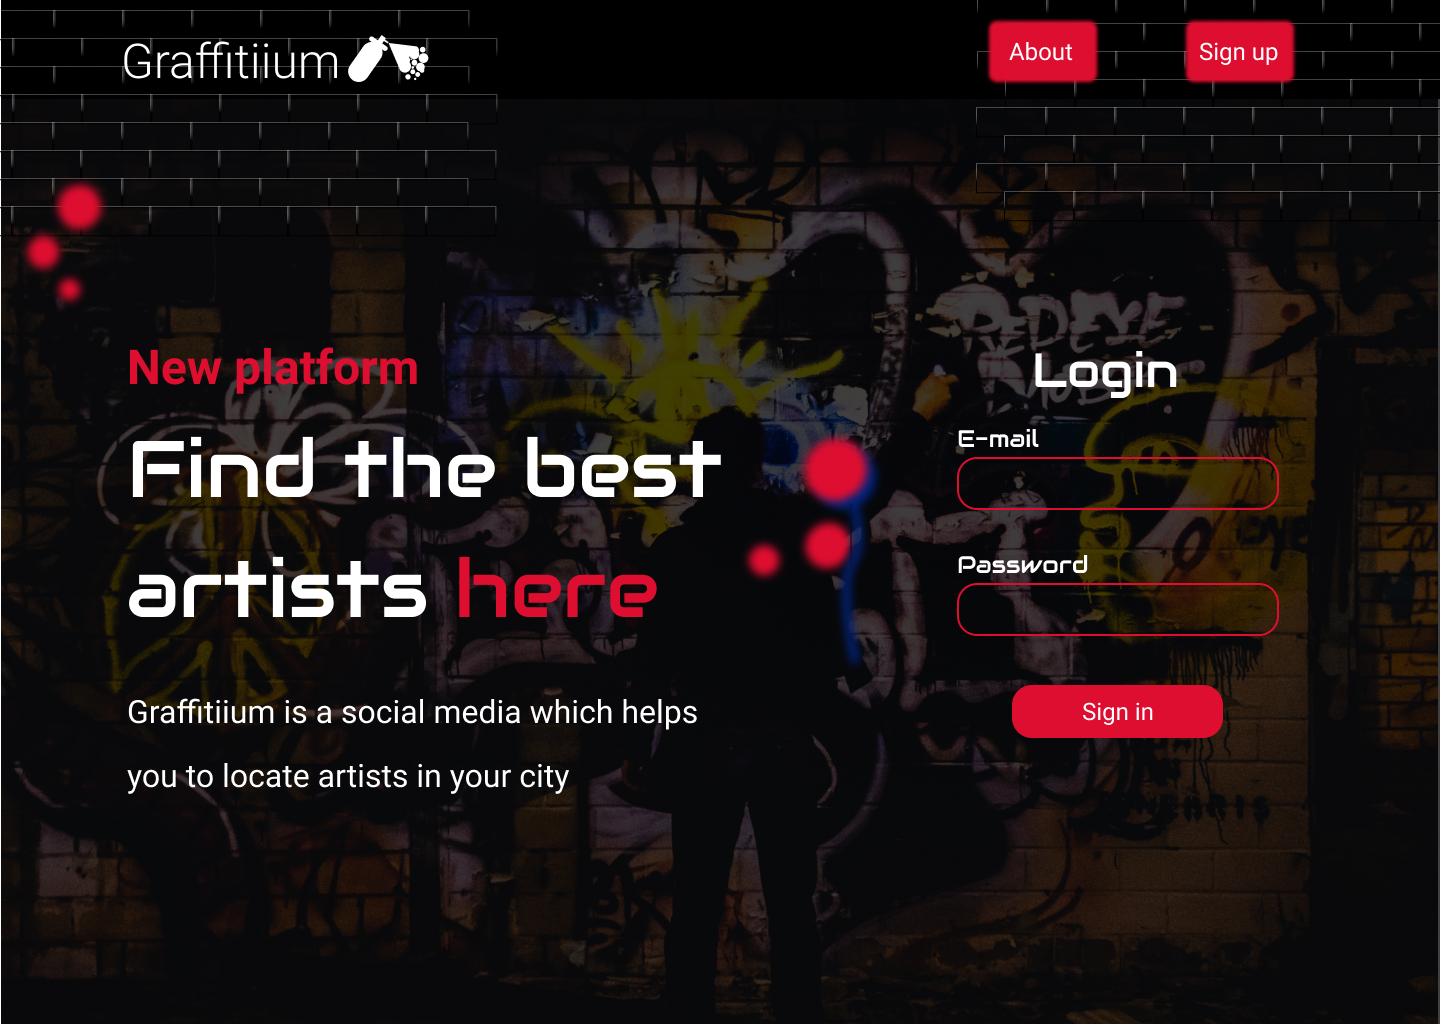 Graffitiium
About
Sign up
New platform
Find the best
artists here
Graffitiium is a social media which helps
you to locate artists in your city
REDEYE
Login
E-mail
Password
Sign in